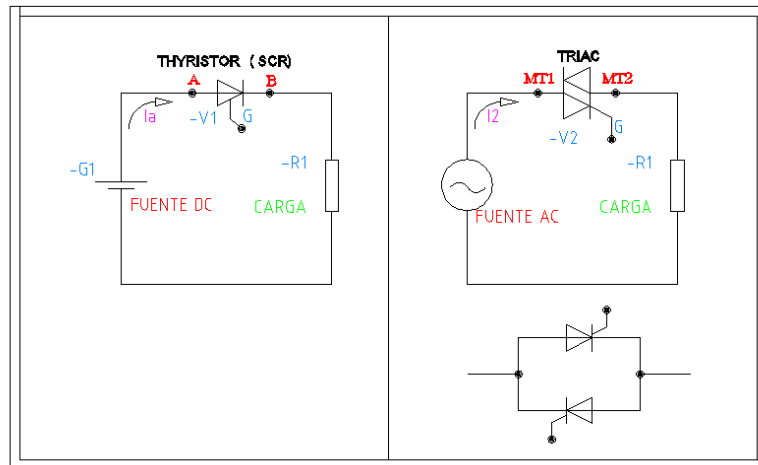 THYRISTOR ( SCR)
A
B
Ia
-V1
G
-G1
-R1
FUENTE DC
CARGA
TRIAC
MT1
MT2
I2
-V2
G
-R1
FUENTE AC
CARGA